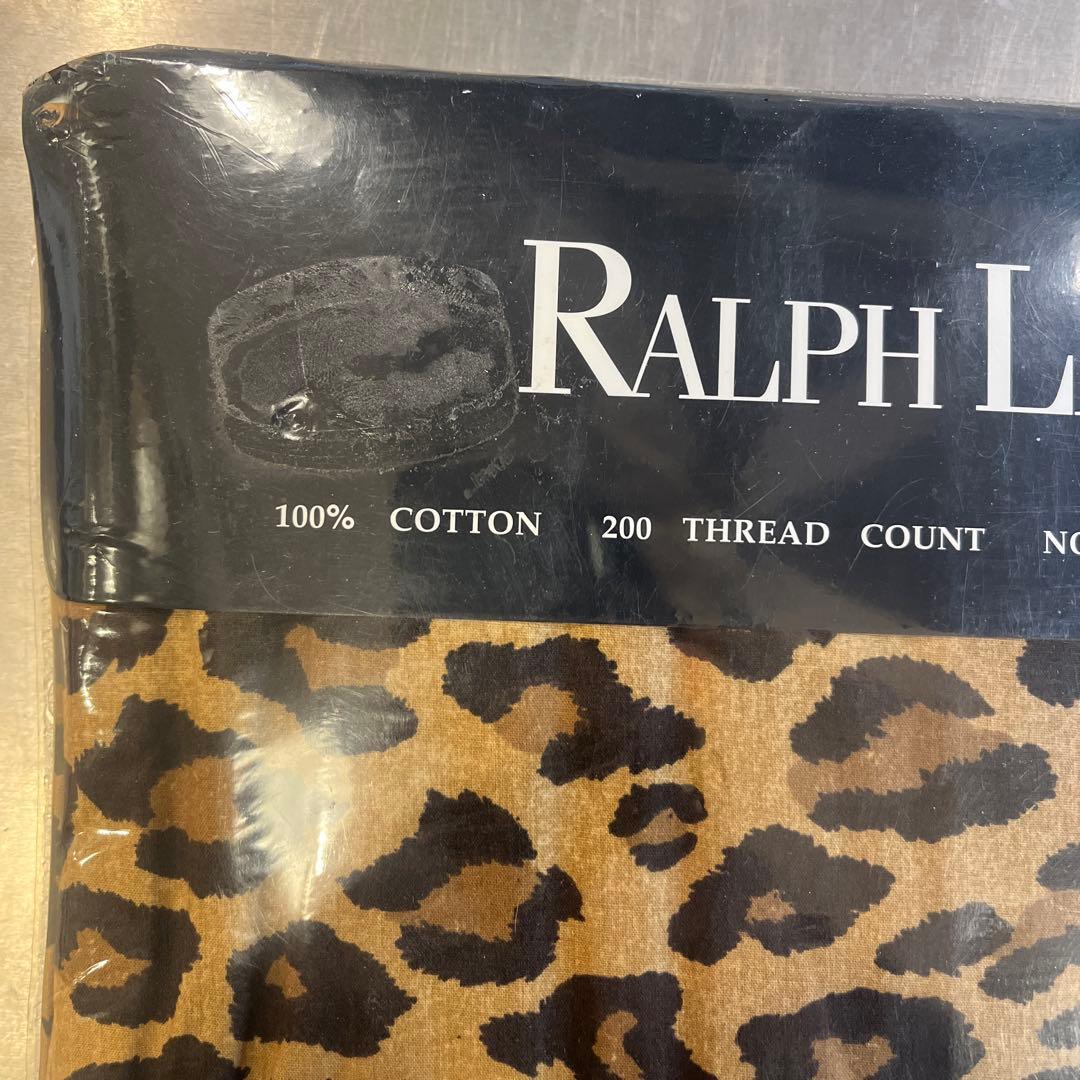 RALPH L
100% COTTON 200 THREAD COUNT NO